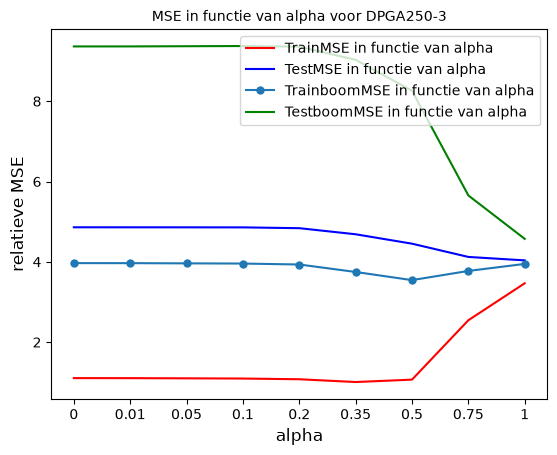 MSE in functie van alpha voor DPGA250-3
TrainMSE in functie van alpha
TestMSE in functie van alpha
TrainboomMSE in functie van alpha
TestboomMSE in functie van alpha
relatieve MSE
8
6
4
2
0 0.01 0.05 0.1 0.2 0.35 0.5 0.75 1
alpha